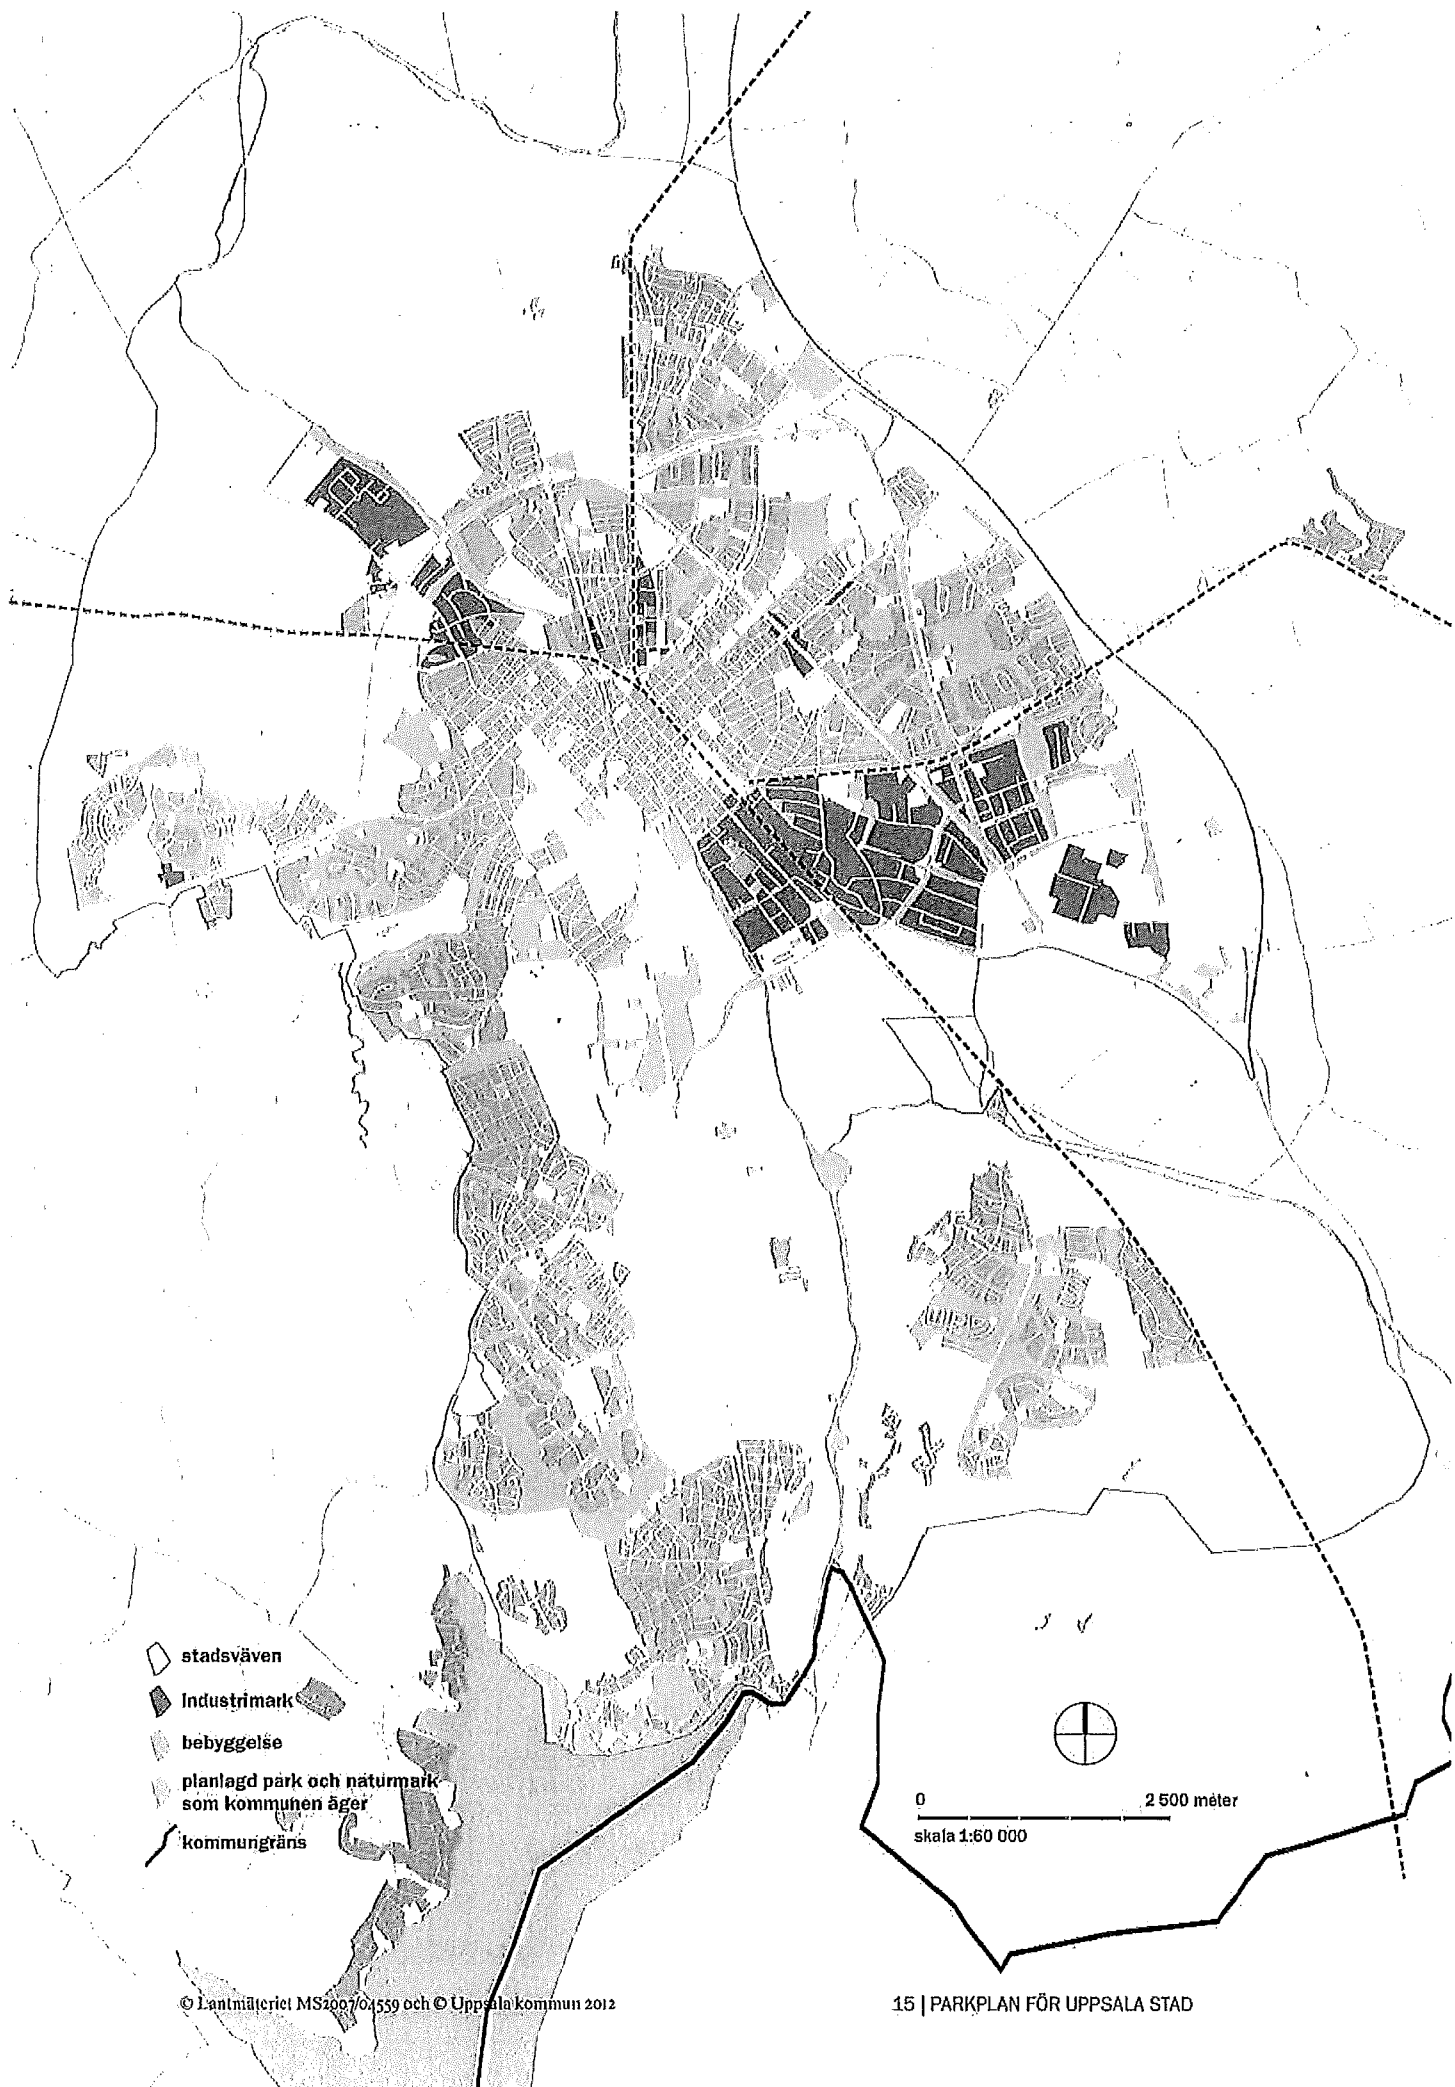 stadsväven
Industrimark
bebyggelse
planlagd park och naturmark
som kommunen äger
kommungräns
0 2 500 meter
skala 1:60 000
© Lantmäteriet MS2007/04559 och © Uppsala kommun 2012
15 | PARKPLAN FÖR UPPSALA STAD